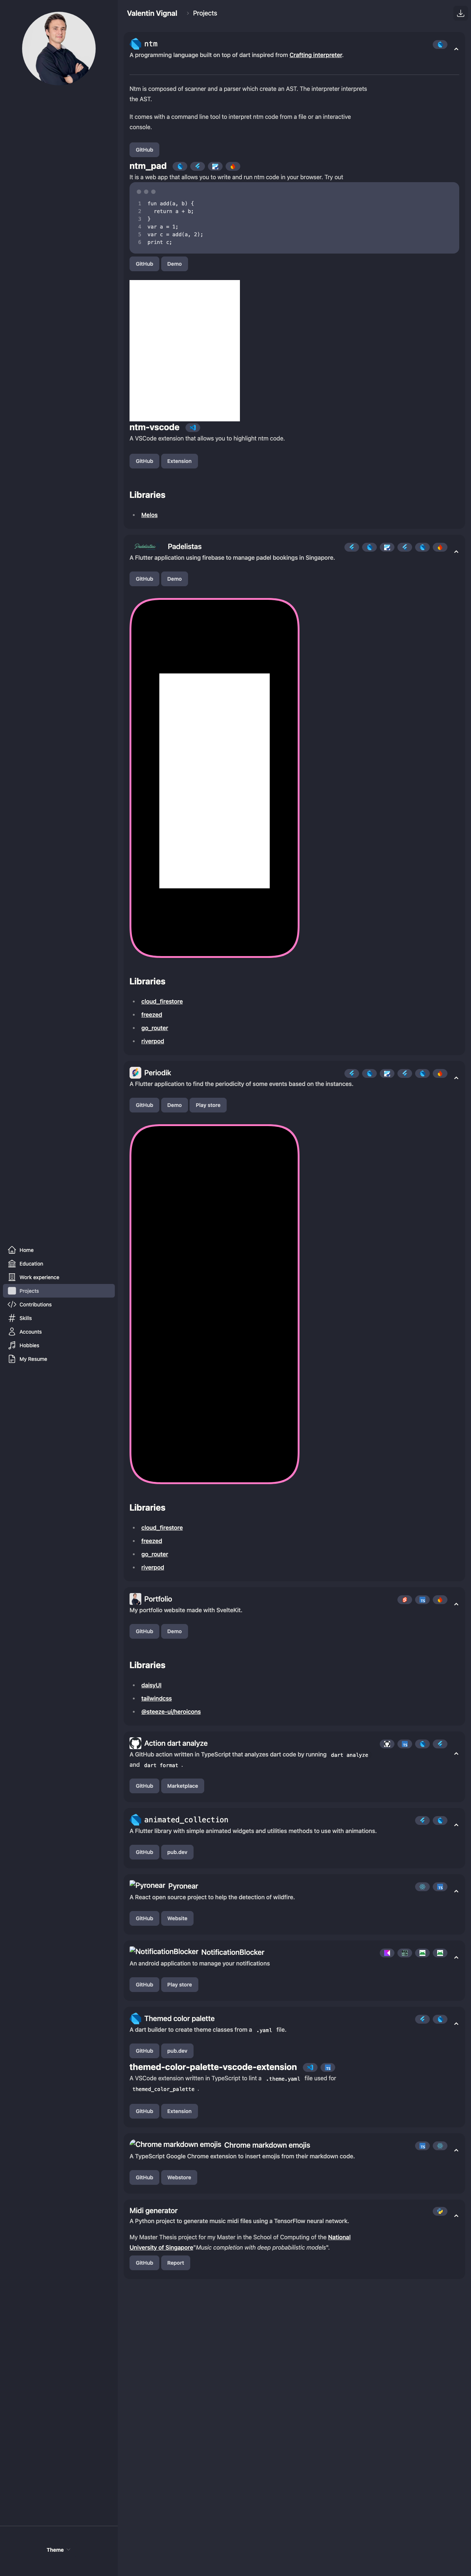 Valentin Vignal
Projects
ntm
A programming language built on top of dart inspired from Crafting interpreter.
Ntm is composed of scanner and a parser which create an AST. The interpreter interprets
the AST.
It comes with a command line tool to interpret ntm code from a file or an interactive
console.
GitHub
ntm_pad
It is a web app that allows you to write and run ntm code in your browser. Try out
1 fun add(a, b) {
2 return a + b;
3 }
4 var a = 1;
5 var c = add(a, 2);
6 print c;
GitHub Demo
ntm-vscode
A VSCode extension that allows you to highlight ntm code.
GitHub Extension
Libraries
Melos
Padelistas
A Flutter application using firebase to manage padel bookings in Singapore.
GitHub Demo
Libraries
cloud_firestore
freezed
go_router
riverpod
Periodik
A Flutter application to find the periodicity of some events based on the instances.
GitHub Demo Play store
Home
Education
Work experience
Projects
Contributions
Skills
Accounts
Hobbies
My Resume
Libraries
cloud_firestore
freezed
go_router
riverpod
Portfolio
My portfolio website made with SvelteKit.
GitHub Demo
Libraries
daisyUI
tailwindcss
@steeze-ui/heroicons
Action dart analyze
A GitHub action written in TypeScript that analyzes dart code by running dart analyze
and dart format .
GitHub Marketplace
animated_collection
A Flutter library with simple animated widgets and utilities methods to use with animations.
GitHub pub.dev
Pyronear Pyronear
A React open source project to help the detection of wildfire.
GitHub Website
NotificationBlocker NotificationBlocker
An android application to manage your notifications
GitHub Play store
Themed color palette
A dart builder to create theme classes from a .yaml file.
GitHub pub.dev
themed-color-palette-vscode-extension
A VSCode extension written in TypeScript to lint a .theme.yaml file used for
themed_color_palette .
GitHub Extension
Chrome markdown emojis Chrome markdown emojis
A TypeScript Google Chrome extension to insert emojis from their markdown code.
GitHub Webstore
Midi generator
A Python project to generate music midi files using a TensorFlow neural network.
My Master Thesis project for my Master in the School of Computing of the National
University of Singapore"Music completion with deep probabilistic models".
GitHub Report
Theme